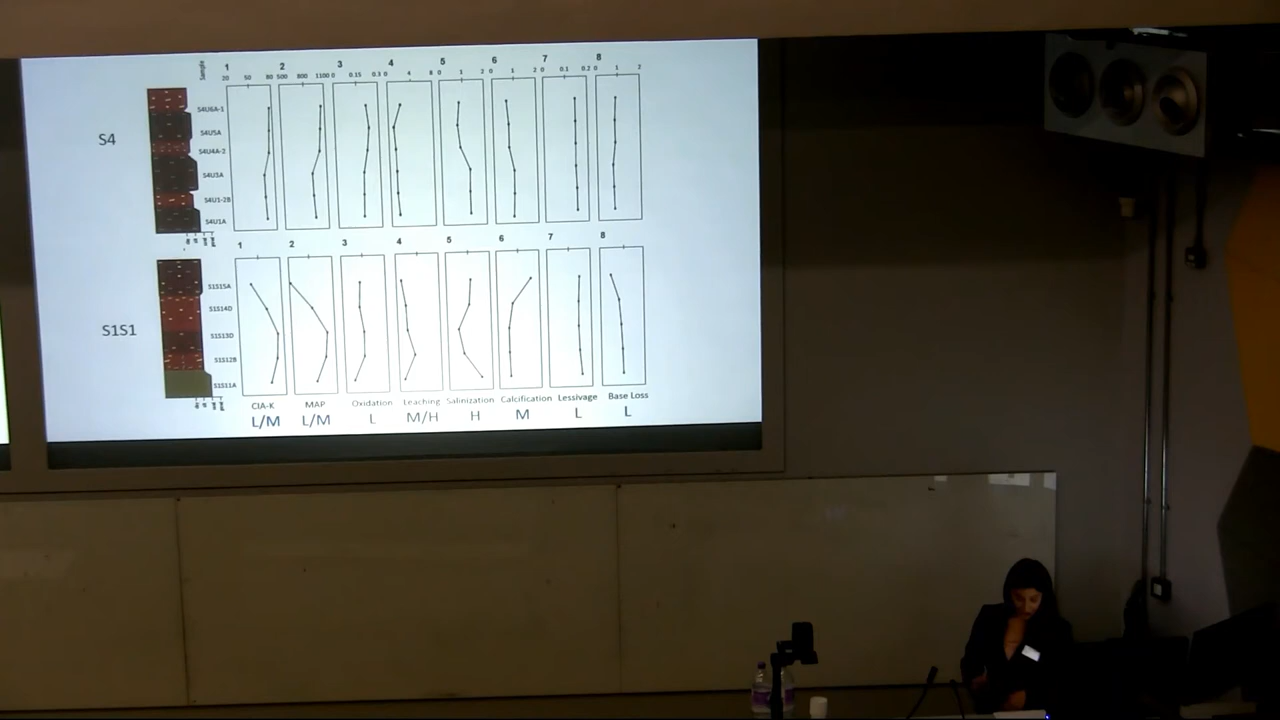 Sample
1 2 3 4 5 6 7 8
20 50 80 500 800 1100 0 0.15 0.3 0 4 8 0 1 2 0 1 2 0 0.1 0.2 0 1 2
S4U6A-1
S4
S4U5A
S4U4A-2
S4U3A
S4U1-2B
S4U1A
1 2 3 4 5 6 7 8
S1S15A
S1S14D
S1S1
S1S13D
S1S12B
S1S11A
CIA-K MAP Oxidation Leaching Salinization Calcification Lessivage Base Loss
L/M L/M L M/H H M L L